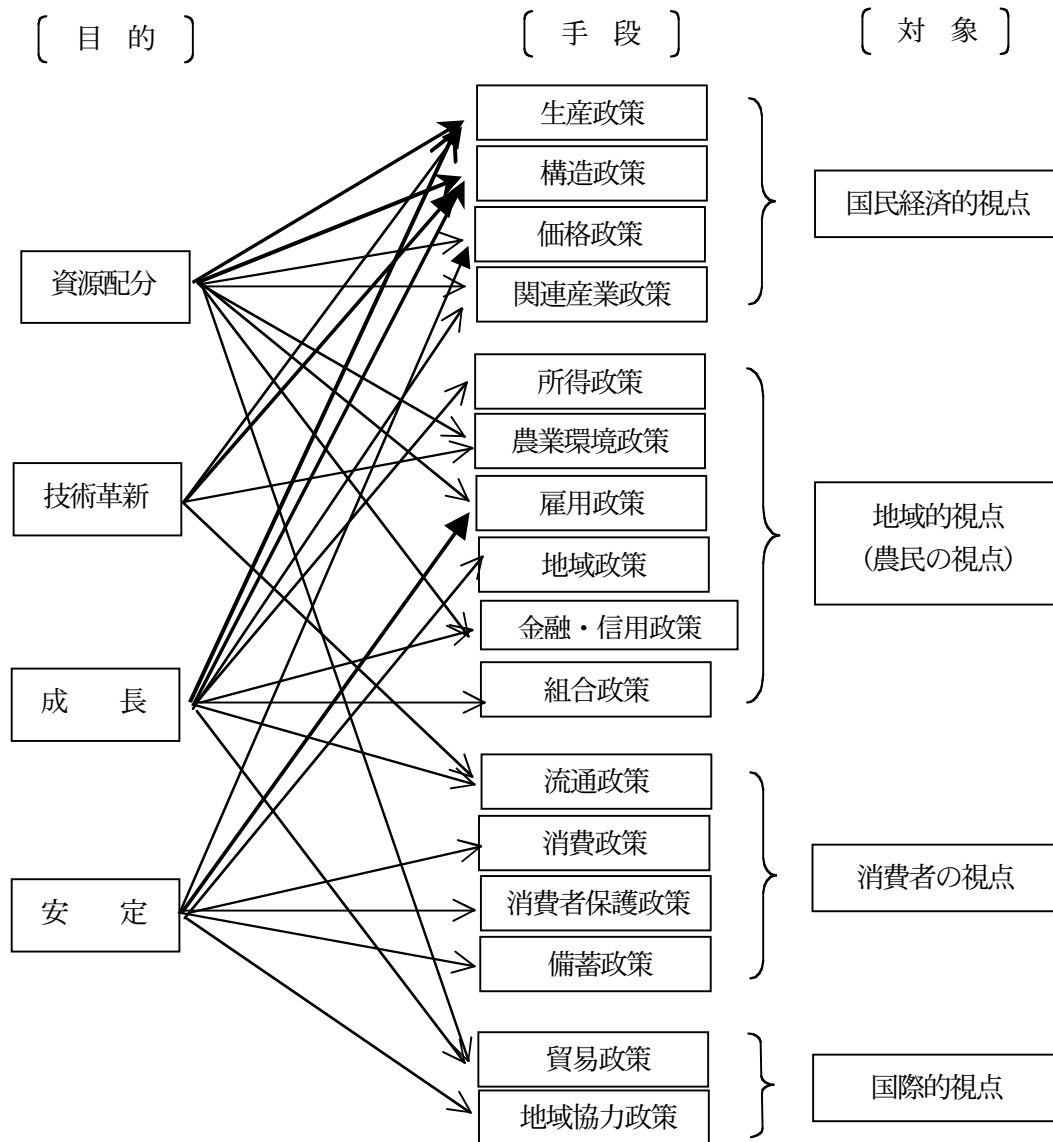 〔 目 的 〕
〔 手 段 〕
〔 対 象 〕
資源配分
技術革新
成 長
安 定
生産政策
構造政策
価格政策
関連産業政策
所得政策
農業環境政策
雇用政策
地域政策
金融・信用政策
組合政策
流通政策
消費政策
消費者保護政策
備蓄政策
貿易政策
地域協力政策
国民経済的視点
地域的視点
（農民の視点）
消費者の視点
国際的視点